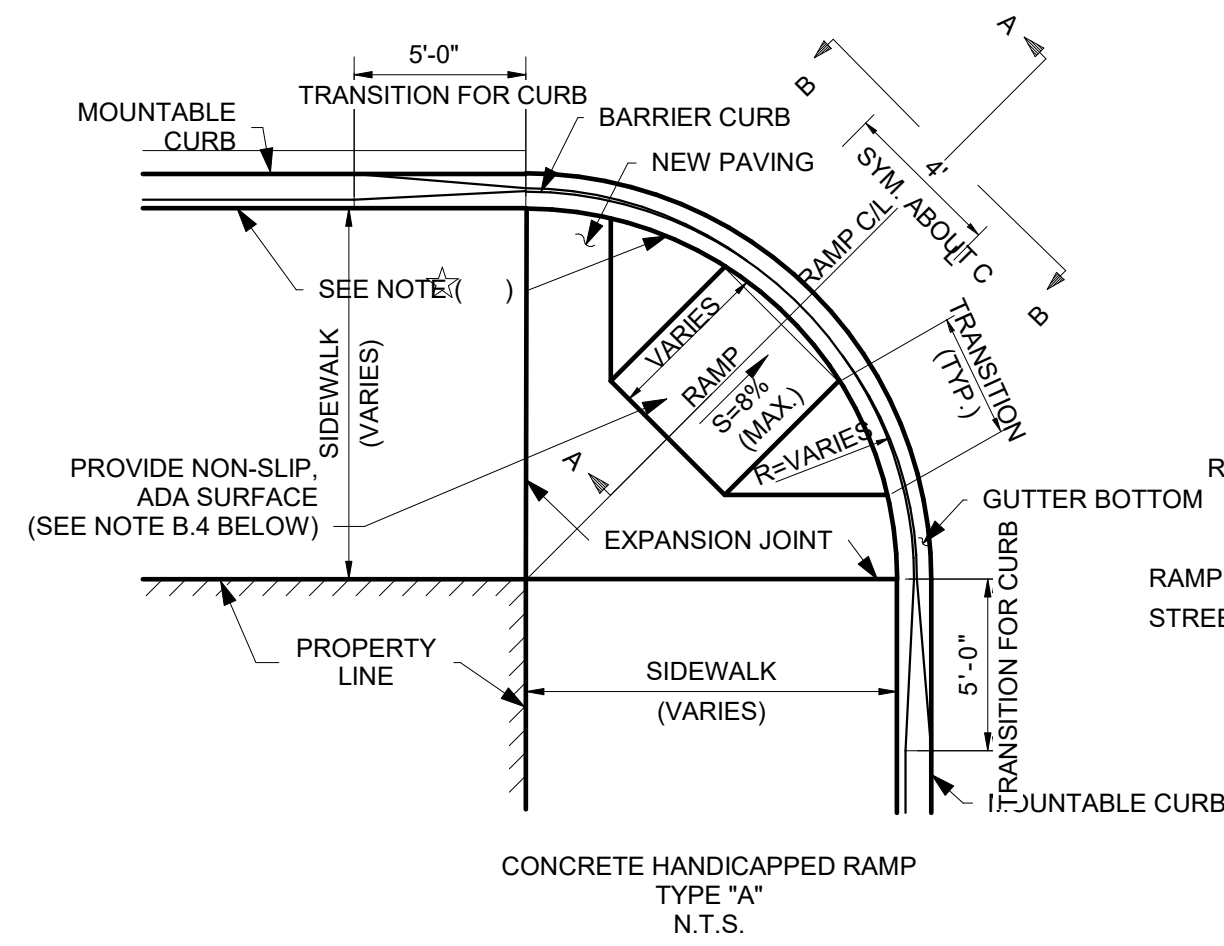 5'-0"
TRANSITION FOR CURB
MOUNTABLE
CURB
BARRIER CURB
NEW PAVING
A
B
4'
SYM. ABOUT C
L
RAMP C/L
B
SEE NOTE ( )
SIDEWALK
(VARIES)
VARIES
RAMP
S=8%
(MAX.)
R=VARIES
TRANSITION
(TYP.)
A
PROVIDE NON-SLIP,
ADA SURFACE
(SEE NOTE B.4 BELOW)
GUTTER BOTTOM
R
EXPANSION JOINT
RAMP
PROPERTY
LINE
SIDEWALK
(VARIES)
5'-0"
TRANSITION FOR CURB
MOUNTABLE CURB
CONCRETE HANDICAPPED RAMP
TYPE "A"
N.T.S.